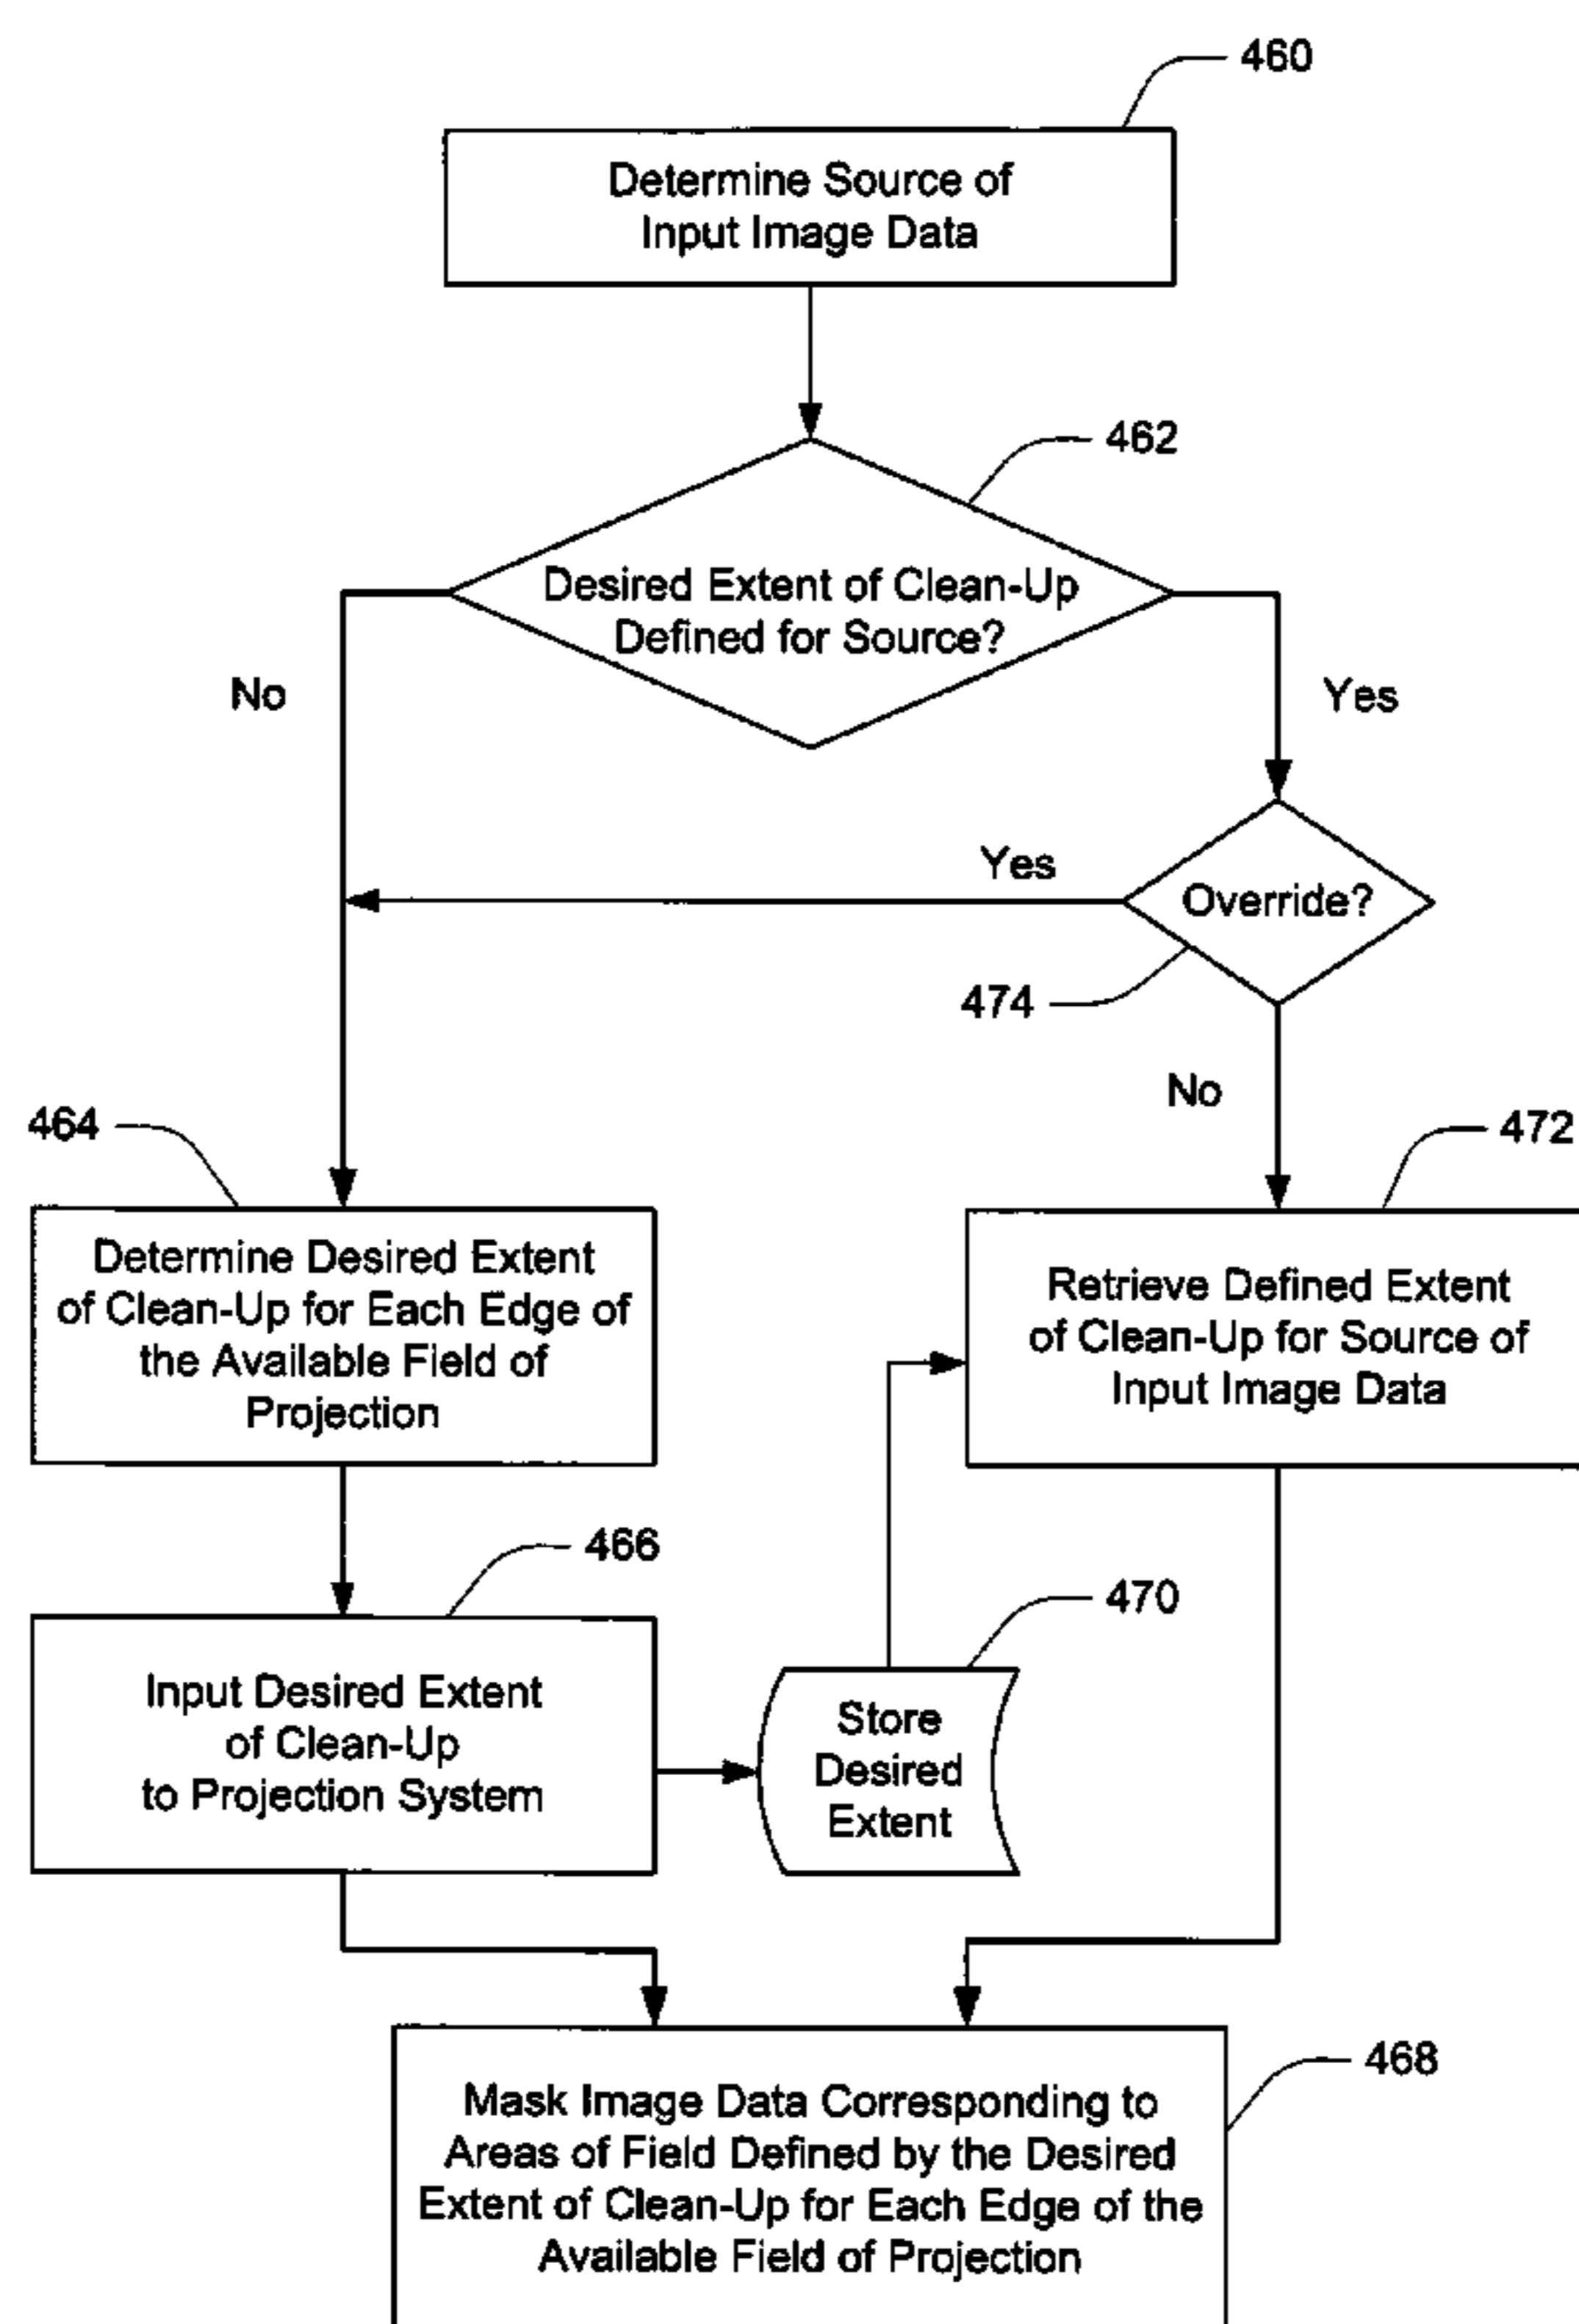 460
Determine Source of
Input Image Data
462
Desired Extent of Clean-Up
Defined for Source?
No
Yes
Yes
Override?
474
No
464
472
Determine Desired Extent
of Clean-Up for Each Edge of
the Available Field of
Projection
Retrieve Defined Extent
of Clean-Up for Source of
Input Image Data
466
470
Input Desired Extent
of Clean-Up
to Projection System
Store
Desired
Extent
468
Mask Image Data Corresponding to
Areas of Field Defined by the Desired
Extent of Clean-Up for Each Edge of the
Available Field of Projection